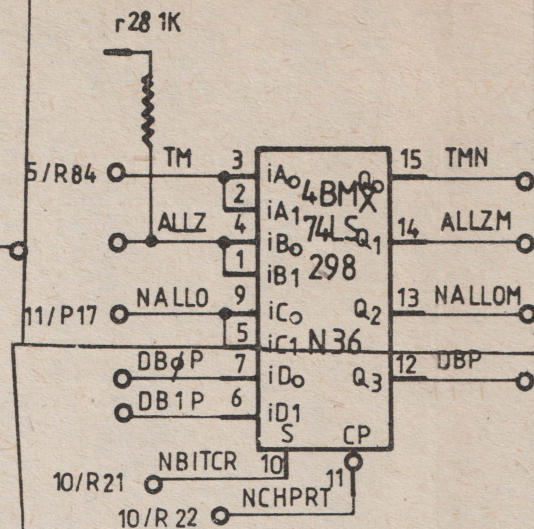 r28 1K
5/R84 TM 3 iA0 4BMX Q0 15 TMN
2 iA1
ALLZ 4 iB0 74LS Q1 14 ALLZM
1 iB1 298
11/P17 NALLO 9 iC0 Q2 13 NALLOM
5 iC1 N36
DBφP 7 iD0 Q3 12 DBP
DB1P 6 iD1
S CP
10/R21 NBITCR 10
10/R22 NCHPRT 11